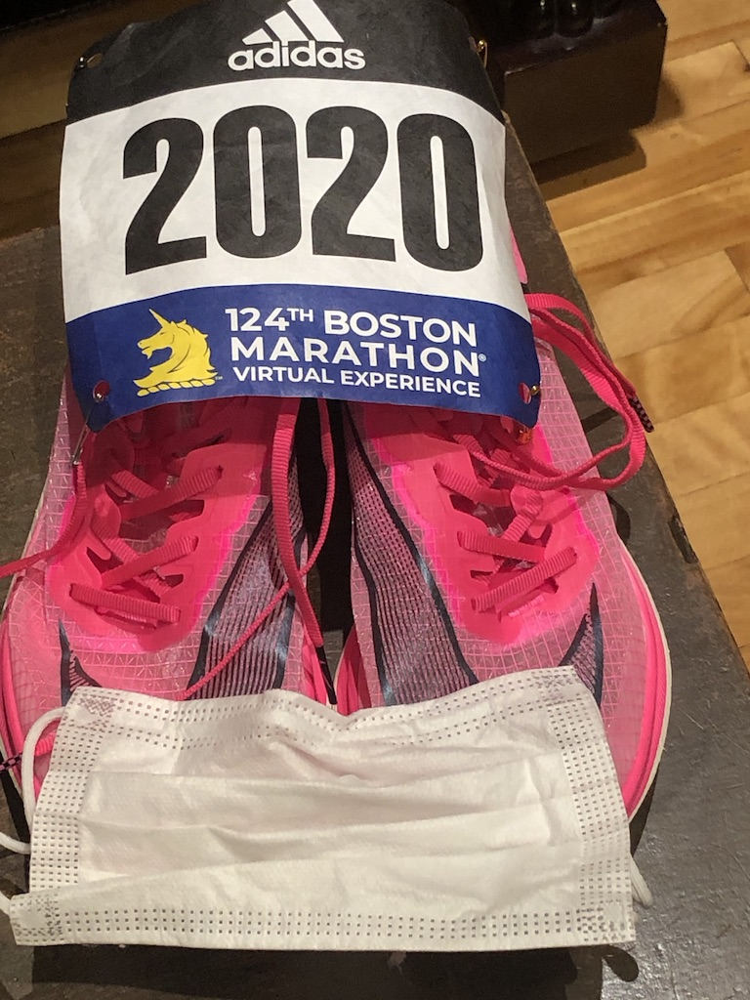 adidas
2020
124TH BOSTON
MARATHON®
VIRTUAL EXPERIENCE